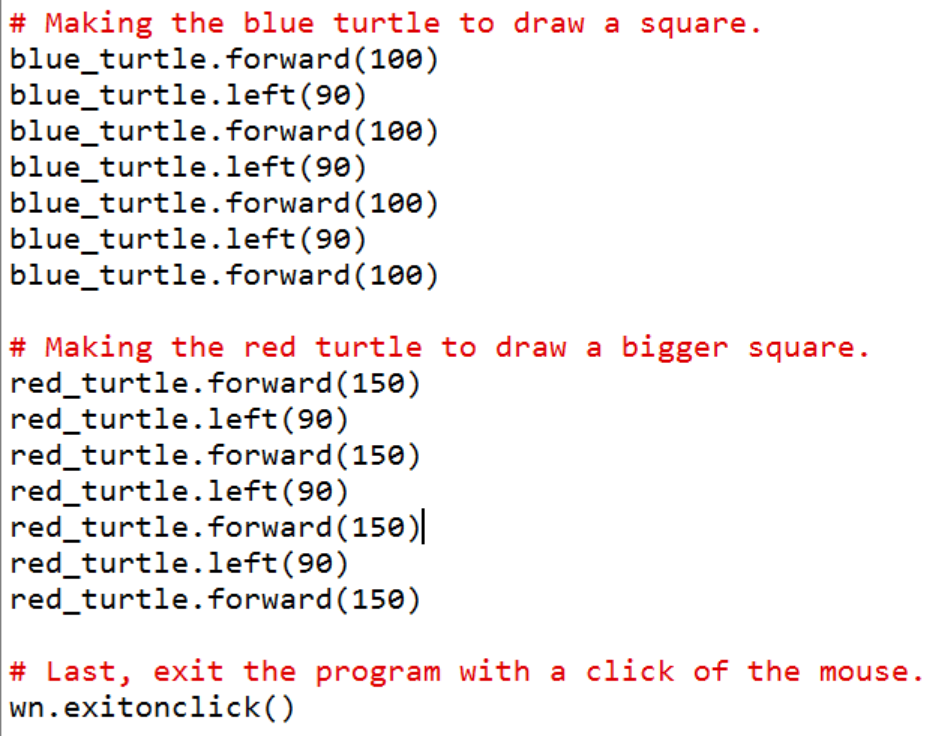 # Making the blue turtle to draw a square.
blue_turtle.forward(100)
blue_turtle.left(90)
blue_turtle.forward(100)
blue_turtle.left(90)
blue_turtle.forward(100)
blue_turtle.left(90)
blue_turtle.forward(100)
# Making the red turtle to draw a bigger square.
red_turtle.forward(150)
red_turtle.left(90)
red_turtle.forward(150)
red_turtle.left(90)
red_turtle.forward(150)
red_turtle.left(90)
red_turtle.forward(150)
# Last, exit the program with a click of the mouse.
wn.exitonclick()